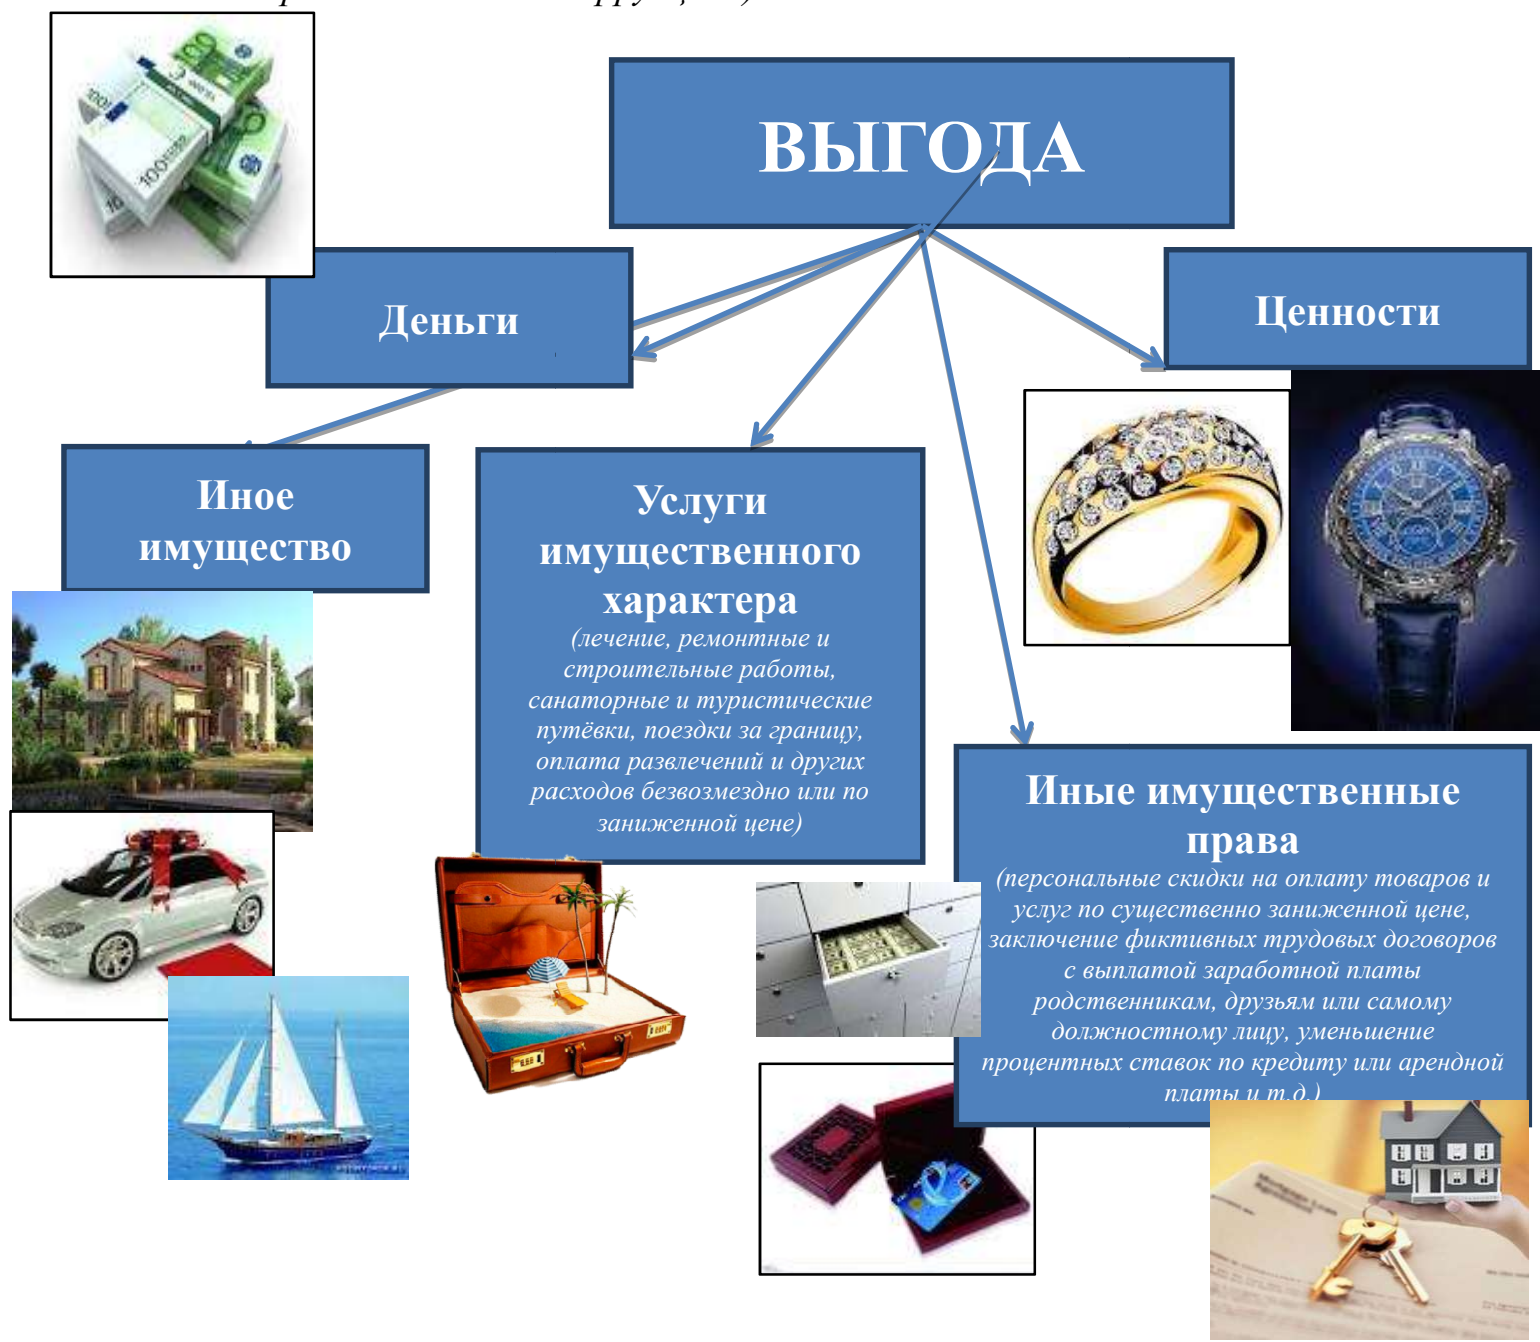 ВЫГОДА
Деньги
Ценности
Иное
имущество
Услуги
имущественного
характера
(лечение, ремонтные и
строительные работы,
санаторные и туристические
путёвки, поездки за границу,
оплата развлечений и других
расходов безвозмездно или по
заниженной цене)
Иные имущественные
права
(персональные скидки на оплату товаров и
услуг по существенно заниженной цене,
заключение фиктивных трудовых договоров
с выплатой заработной платы
родственникам, друзьям или самому
должностному лицу, уменьшение
процентных ставок по кредиту или арендной
платы и т.д.)
100
100